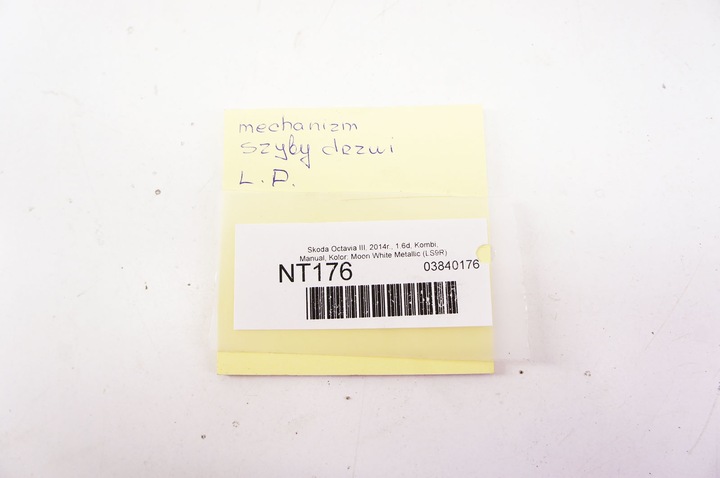 mechanizm
szyby drzwi
L.P.
Skoda Octavia III, 2014r., 1.6d, Kombi,
Manual, Kolor: Moon White Metallic (LS9R)
NT176 03840176